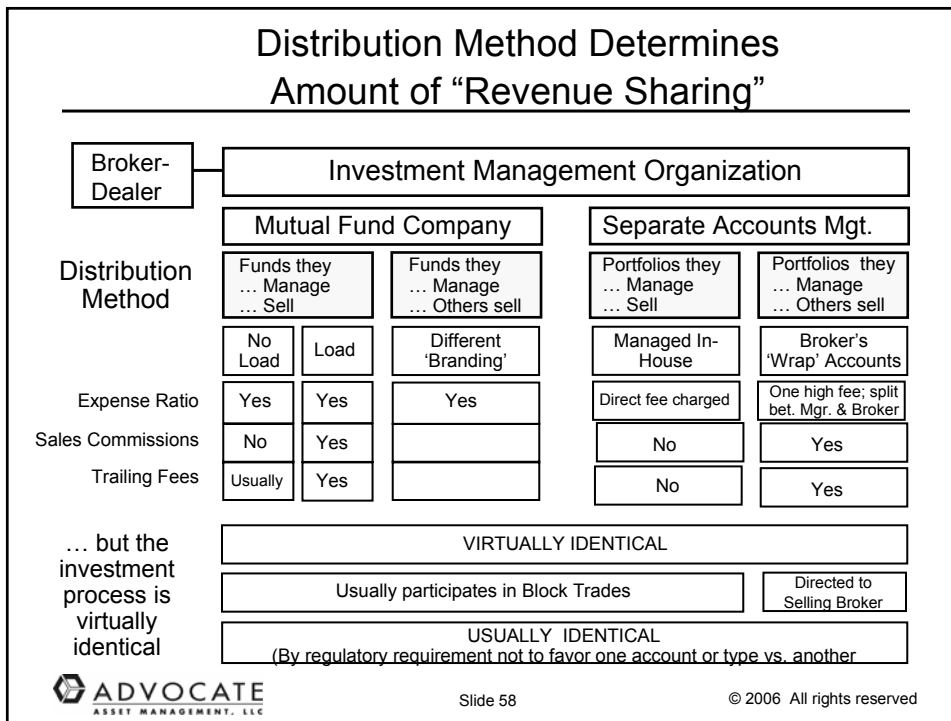 Distribution Method Determines
Amount of “Revenue Sharing”
Broker-
Dealer
Investment Management Organization
Mutual Fund Company
Separate Accounts Mgt.
Distribution
Method
Funds they
… Manage
… Sell
Funds they
… Manage
… Others sell
Portfolios they
… Manage
… Sell
Portfolios they
… Manage
… Others sell
No
Load
Load
Different
‘Branding’
Managed In-
House
Broker’s
‘Wrap’ Accounts
Expense Ratio
Yes
Yes
Yes
Direct fee charged
One high fee; split
bet. Mgr. & Broker
Sales Commissions
No
Yes
No
Yes
Trailing Fees
Usually
Yes
No
Yes
… but the
investment
process is
virtually
identical
VIRTUALLY IDENTICAL
Usually participates in Block Trades
Directed to
Selling Broker
USUALLY IDENTICAL
(By regulatory requirement not to favor one account or type vs. another
ADVOCATE
ASSET MANAGEMENT, LLC
Slide 58
© 2006 All rights reserved